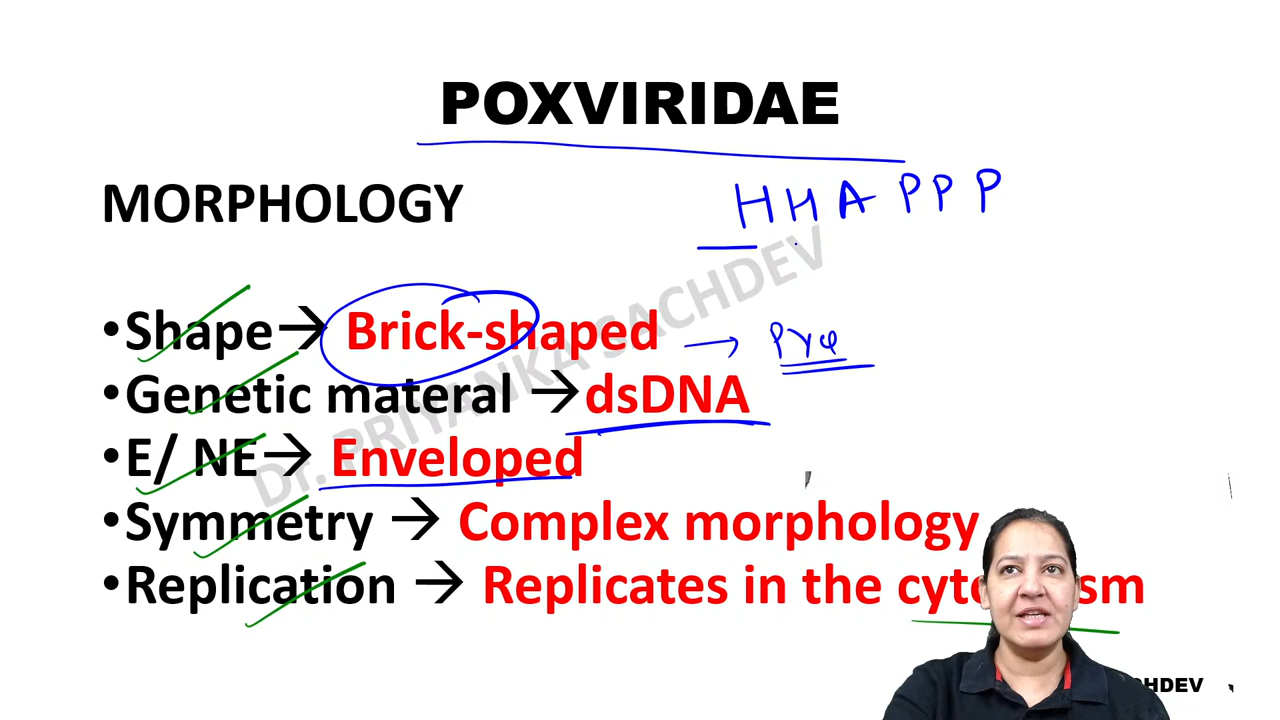 POXVIRIDAE
MORPHOLOGY
HHAPPP
•Shape→ Brick-shaped → Pox
•Genetic materal →dsDNA
•E/ NE→ Enveloped
•Symmetry → Complex morphology
•Replication → Replicates in the
Dr. PRIYANKA SACHDEV